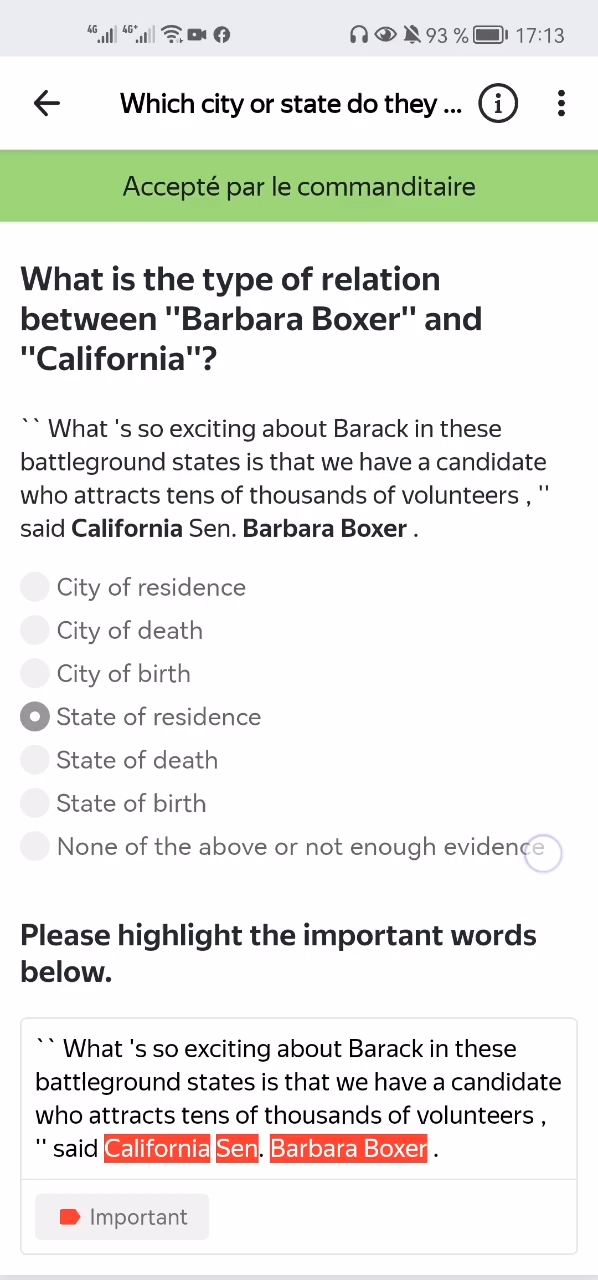 4G 4G+ 93 % 17:13
Which city or state do they ...
Accepté par le commanditaire
What is the type of relation
between "Barbara Boxer" and
"California"?
`` What 's so exciting about Barack in these
battleground states is that we have a candidate
who attracts tens of thousands of volunteers , ''
said California Sen. Barbara Boxer .
City of residence
City of death
City of birth
State of residence
State of death
State of birth
None of the above or not enough evidence
Please highlight the important words
below.
`` What 's so exciting about Barack in these
battleground states is that we have a candidate
who attracts tens of thousands of volunteers ,
'' said California Sen. Barbara Boxer .
Important